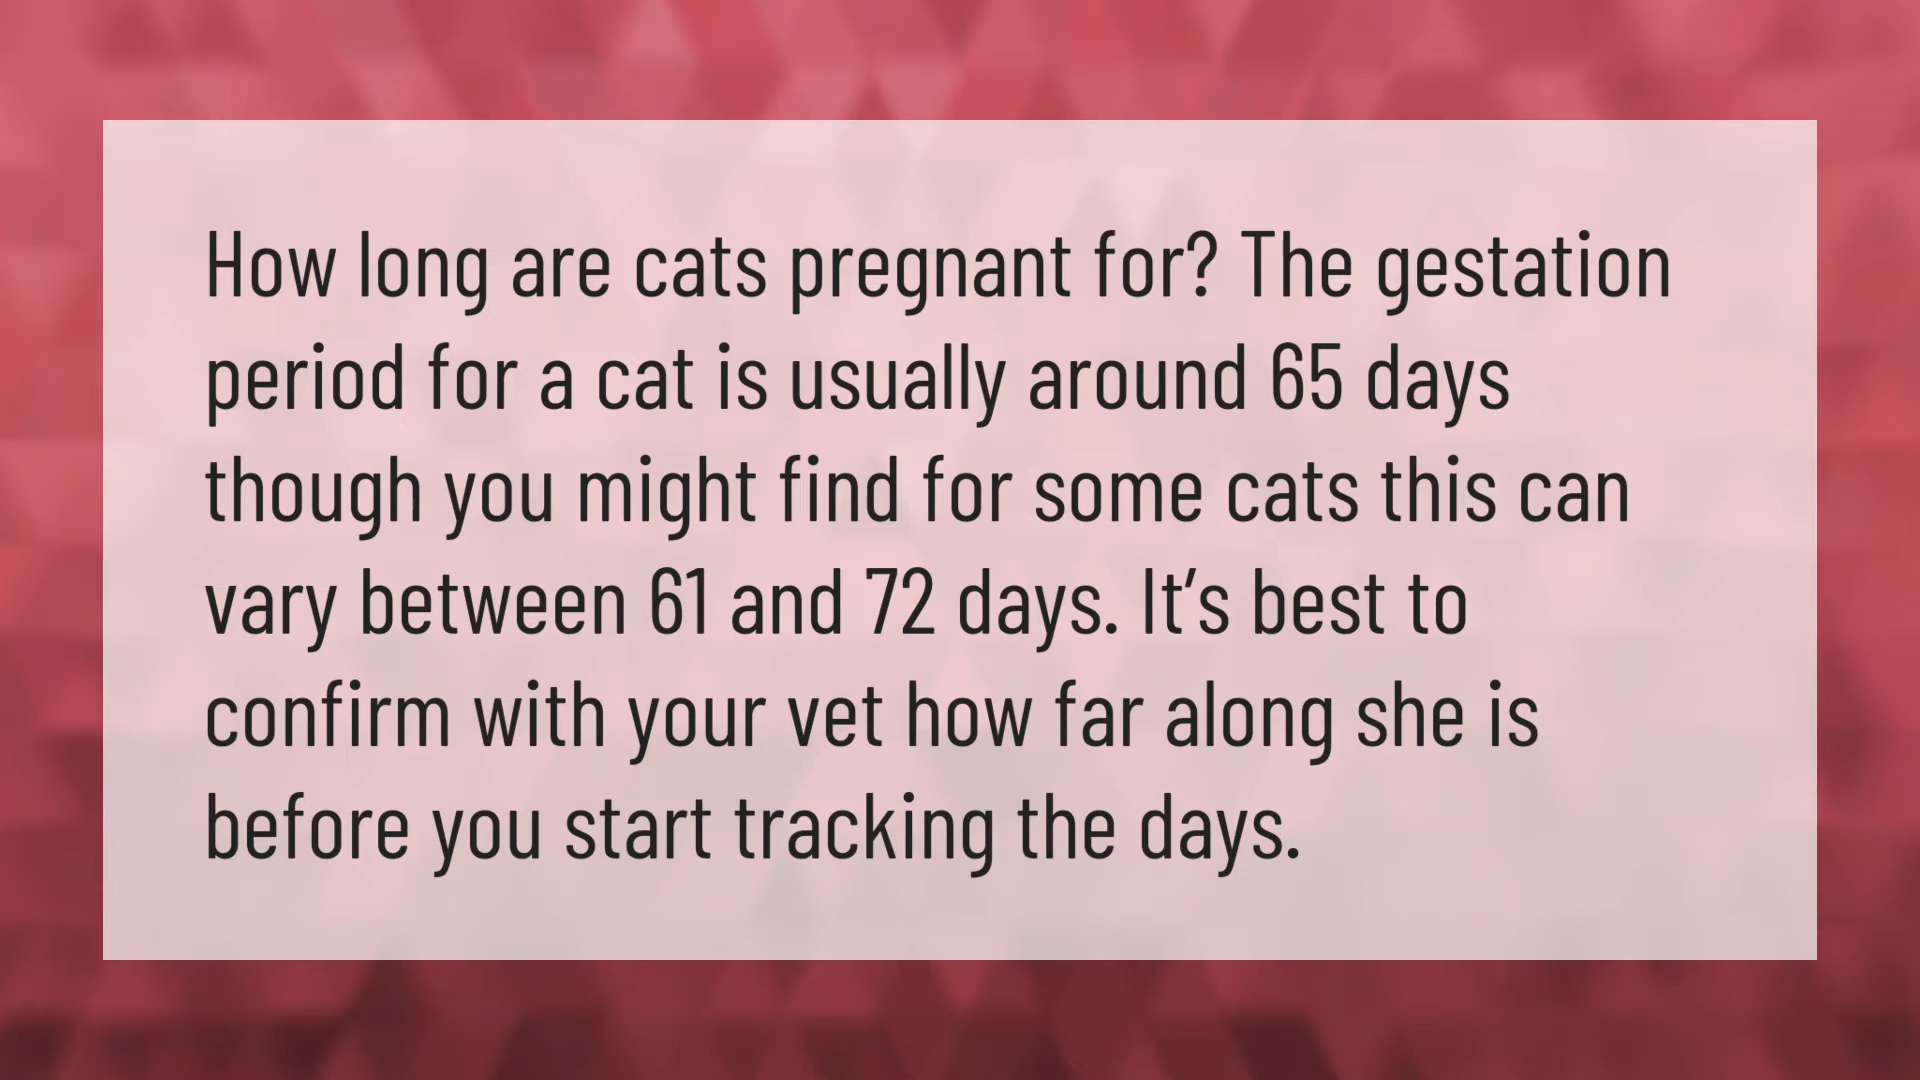 How long are cats pregnant for? The gestation
period for a cat is usually around 65 days
though you might find for some cats this can
vary between 61 and 72 days. It’s best to
confirm with your vet how far along she is
before you start tracking the days.